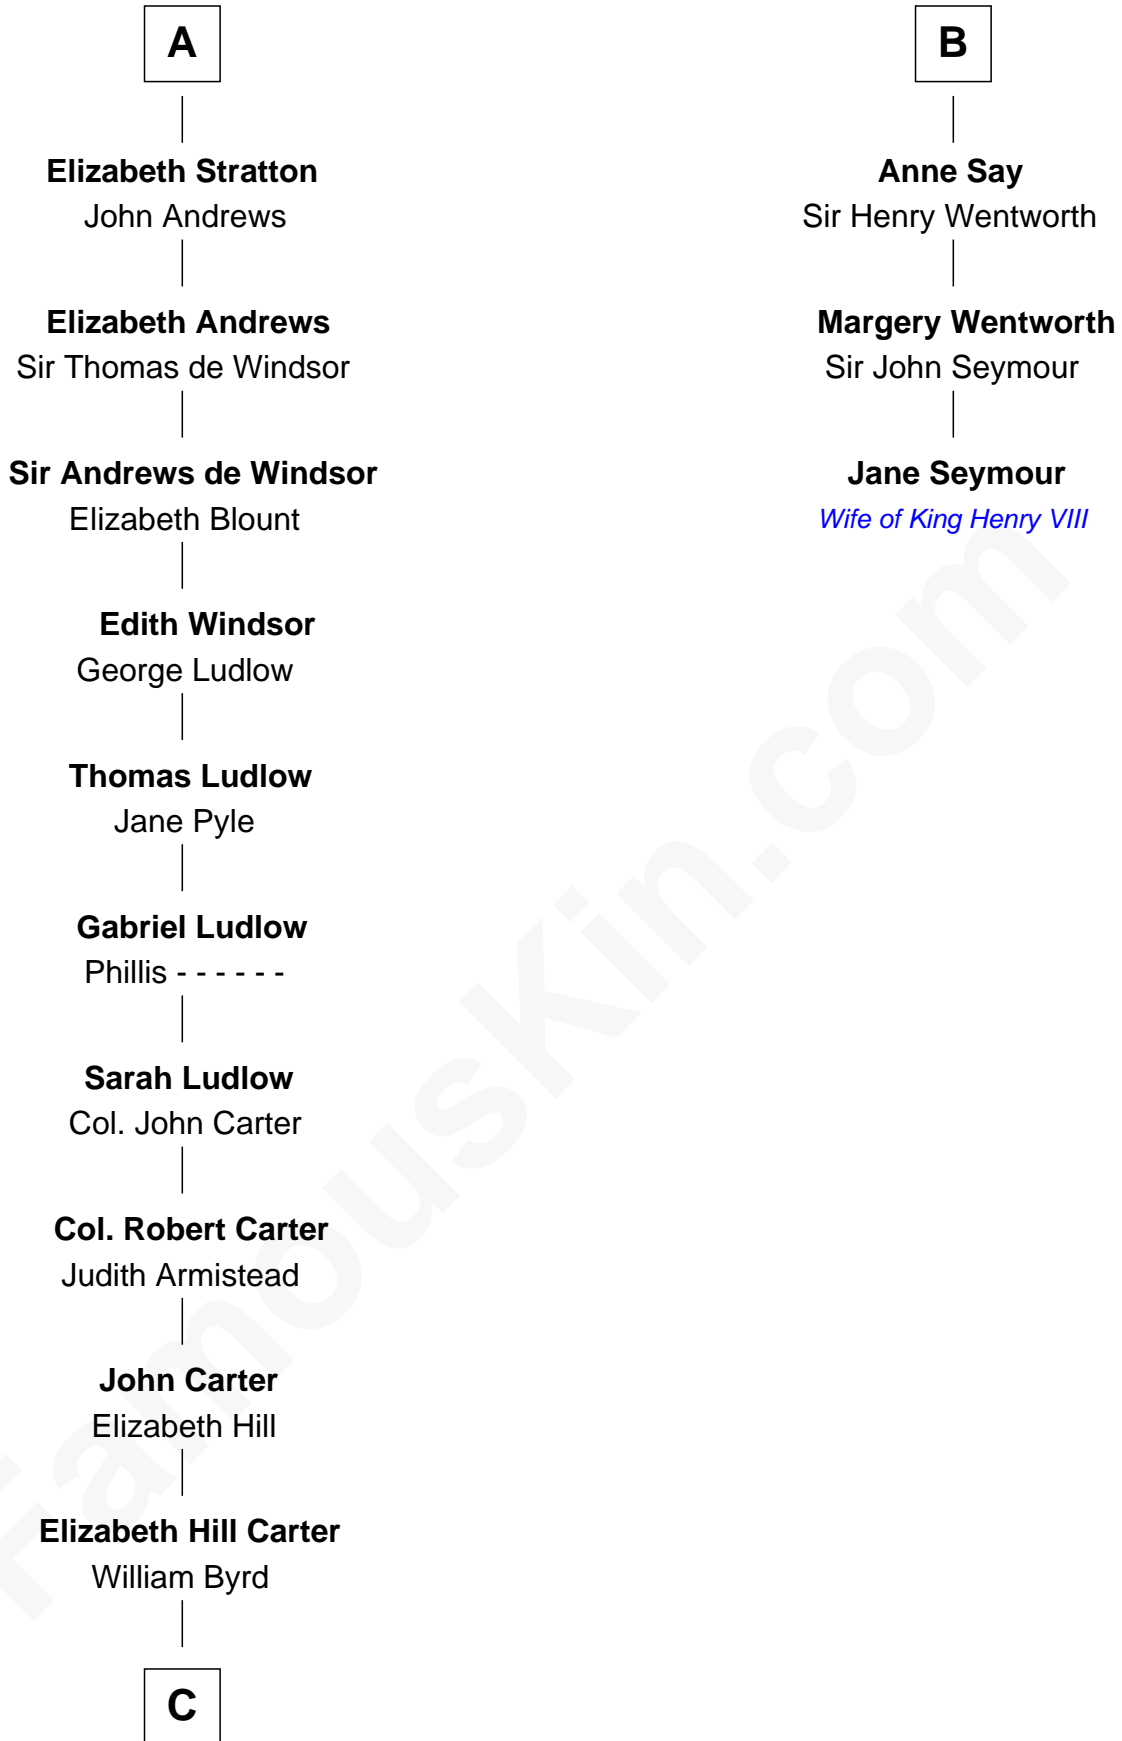 A
Elizabeth Stratton
John Andrews
Elizabeth Andrews
Sir Thomas de Windsor
Sir Andrews de Windsor
Elizabeth Blount
Edith Windsor
George Ludlow
Thomas Ludlow
Jane Pyle
Gabriel Ludlow
Phillis - - - - - -
Sarah Ludlow
Col. John Carter
Col. Robert Carter
Judith Armistead
John Carter
Elizabeth Hill
Elizabeth Hill Carter
William Byrd
C
B
Anne Say
Sir Henry Wentworth
Margery Wentworth
Sir John Seymour
Jane Seymour
Wife of King Henry VIII
FamousKin.com